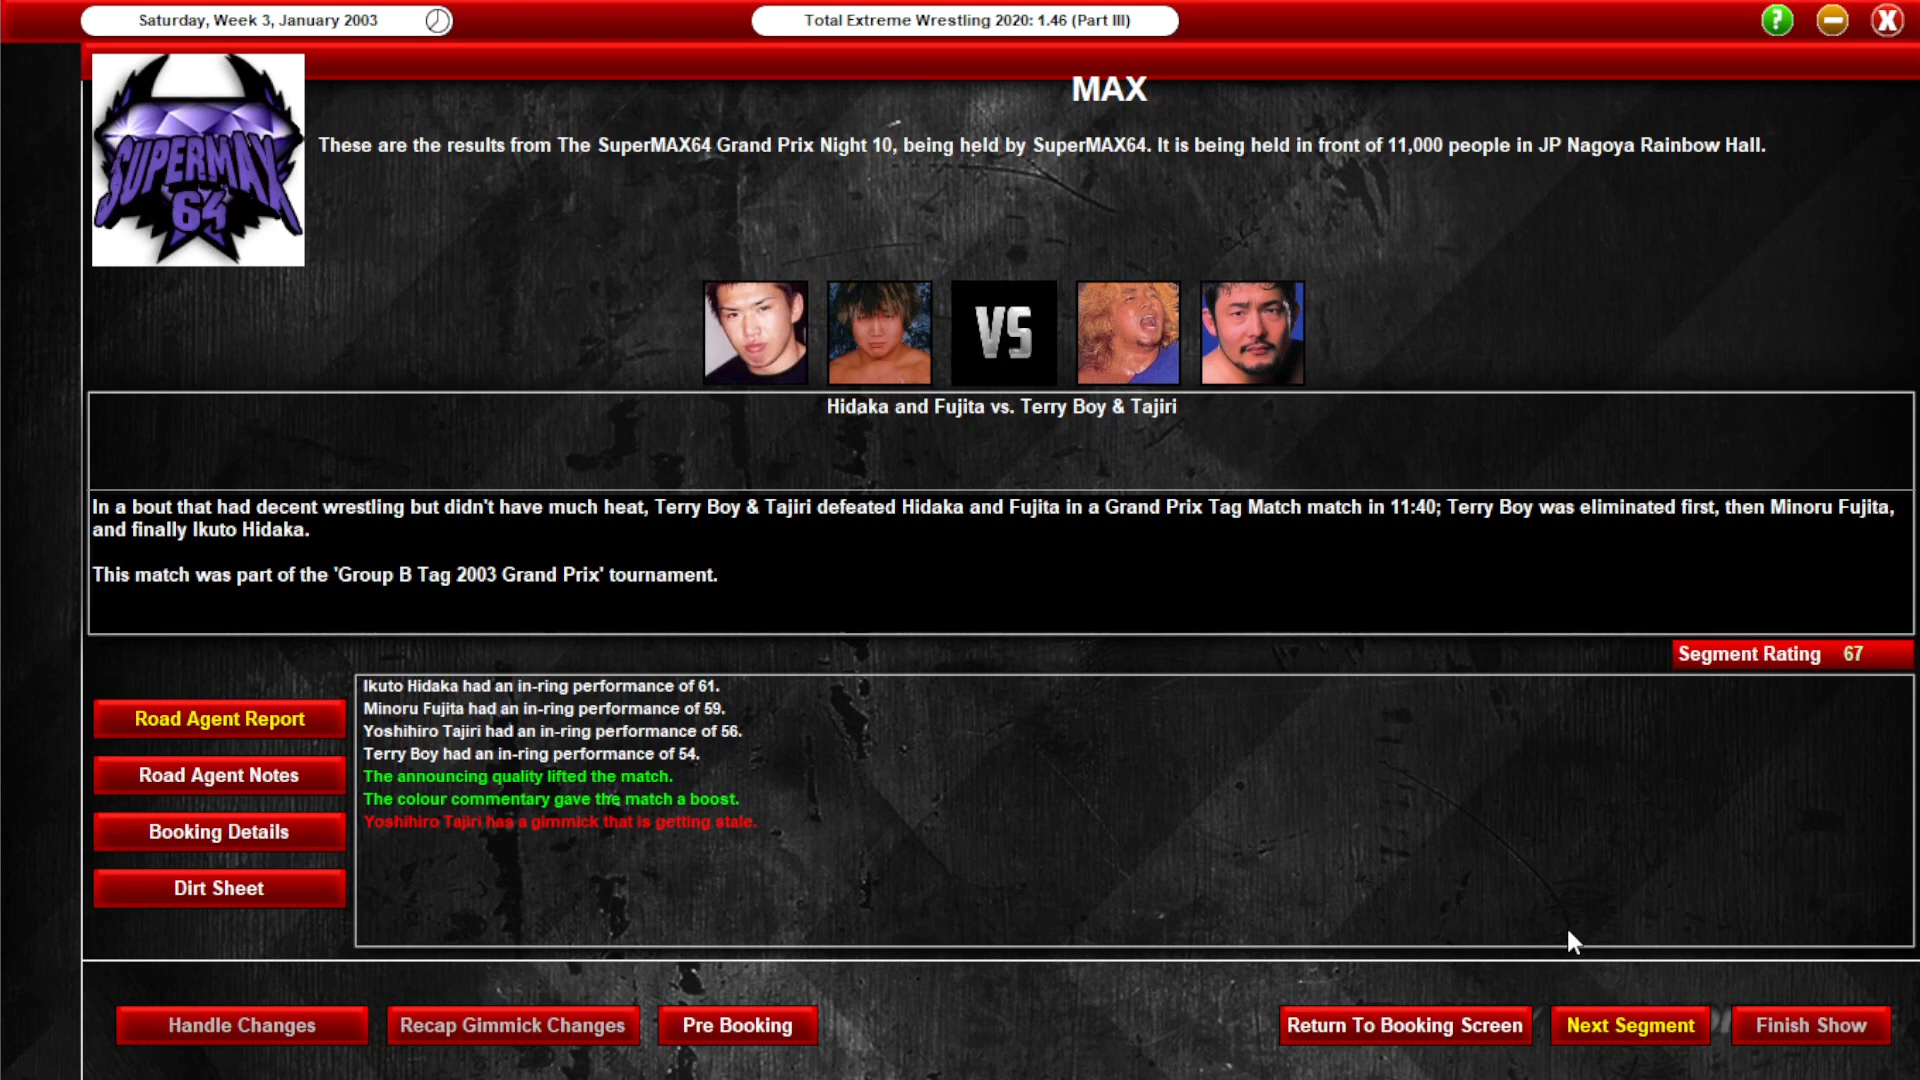 Saturday, Week 3, January 2003
Total Extreme Wrestling 2020: 1.46 (Part III)
?
X
MAX
SUPERMAX
64
These are the results from The SuperMAX64 Grand Prix Night 10, being held by SuperMAX64. It is being held in front of 11,000 people in JP Nagoya Rainbow Hall.
VS
Hidaka and Fujita vs. Terry Boy & Tajiri
In a bout that had decent wrestling but didn't have much heat, Terry Boy & Tajiri defeated Hidaka and Fujita in a Grand Prix Tag Match match in 11:40; Terry Boy was eliminated first, then Minoru Fujita,
and finally Ikuto Hidaka.
This match was part of the 'Group B Tag 2003 Grand Prix' tournament.
Segment Rating 67
Road Agent Report
Road Agent Notes
Booking Details
Dirt Sheet
Ikuto Hidaka had an in-ring performance of 61.
Minoru Fujita had an in-ring performance of 59.
Yoshihiro Tajiri had an in-ring performance of 56.
Terry Boy had an in-ring performance of 54.
The announcing quality lifted the match.
The colour commentary gave the match a boost.
Yoshihiro Tajiri has a gimmick that is getting stale.
Handle Changes
Recap Gimmick Changes
Pre Booking
Return To Booking Screen
Next Segment
Finish Show